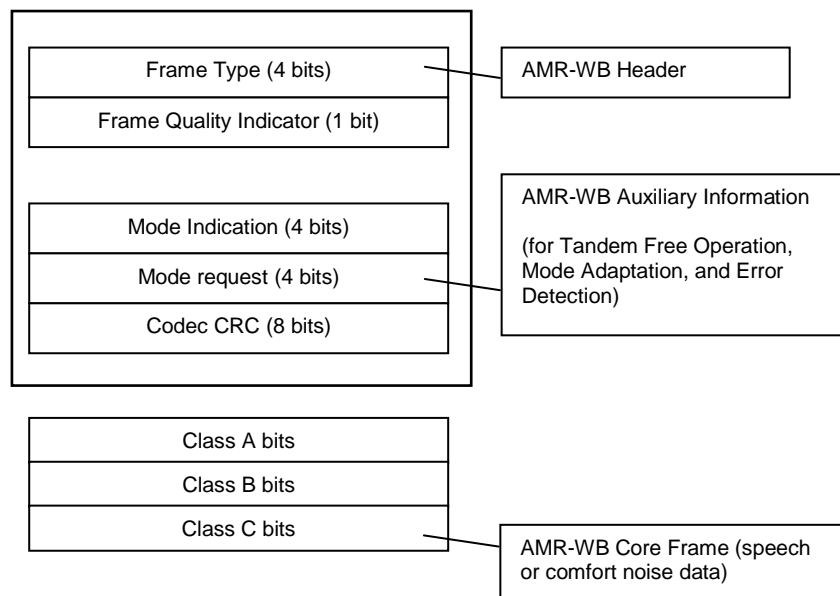 Frame Type (4 bits)
AMR-WB Header
Frame Quality Indicator (1 bit)
AMR-WB Auxiliary Information
(for Tandem Free Operation,
Mode Adaptation, and Error
Detection)
Mode Indication (4 bits)
Mode request (4 bits)
Codec CRC (8 bits)
Class A bits
Class B bits
Class C bits
AMR-WB Core Frame (speech
or comfort noise data)